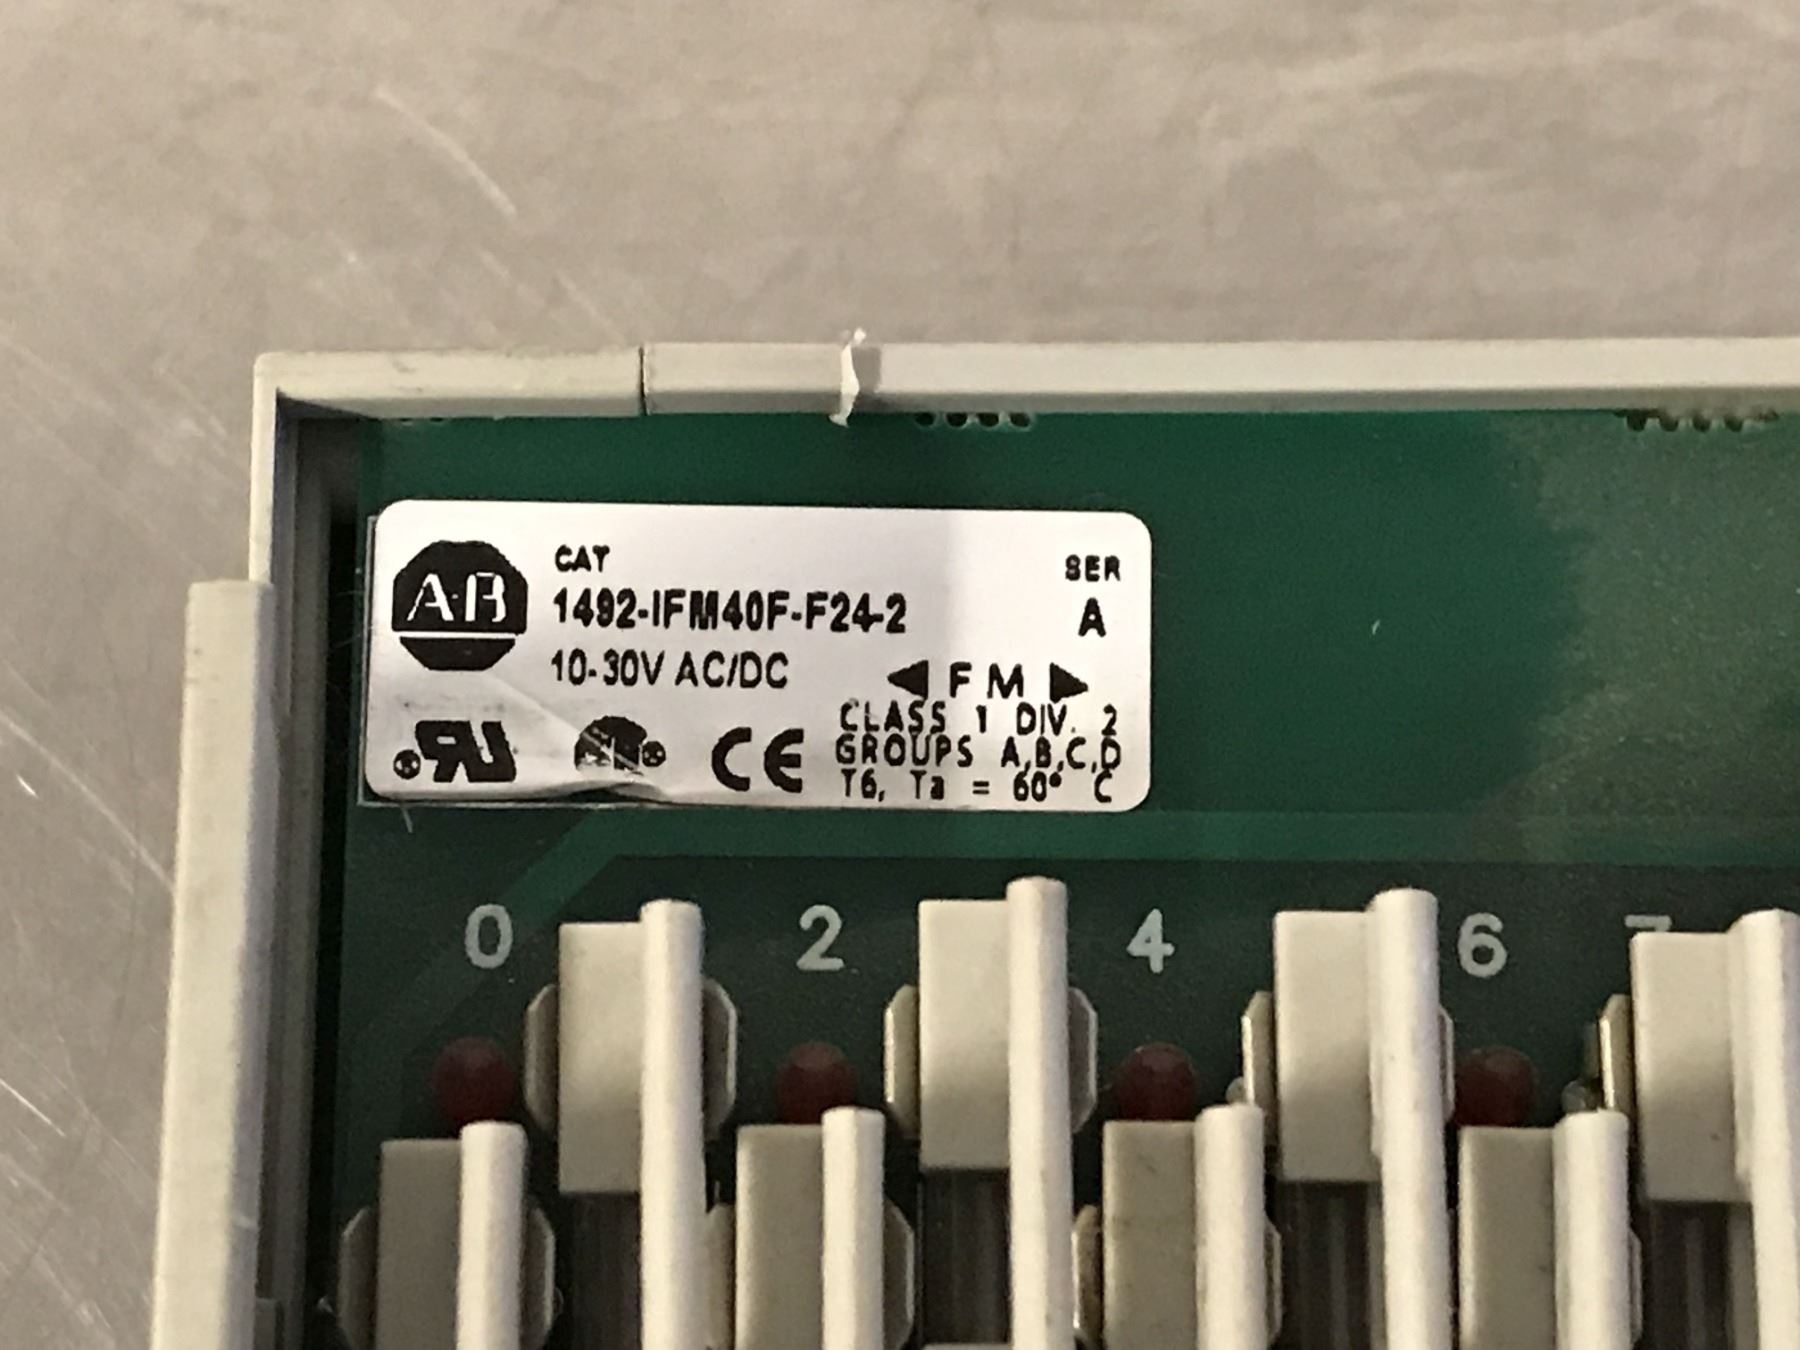 A·B
CAT SER
1492-IFM40F-F24-2 A
10-30V AC/DC
◄ F M ►
CLASS 1 DIV. 2
GROUPS A,B,C,D
T6, Ta = 60° C
CE
0 2 4 6 7